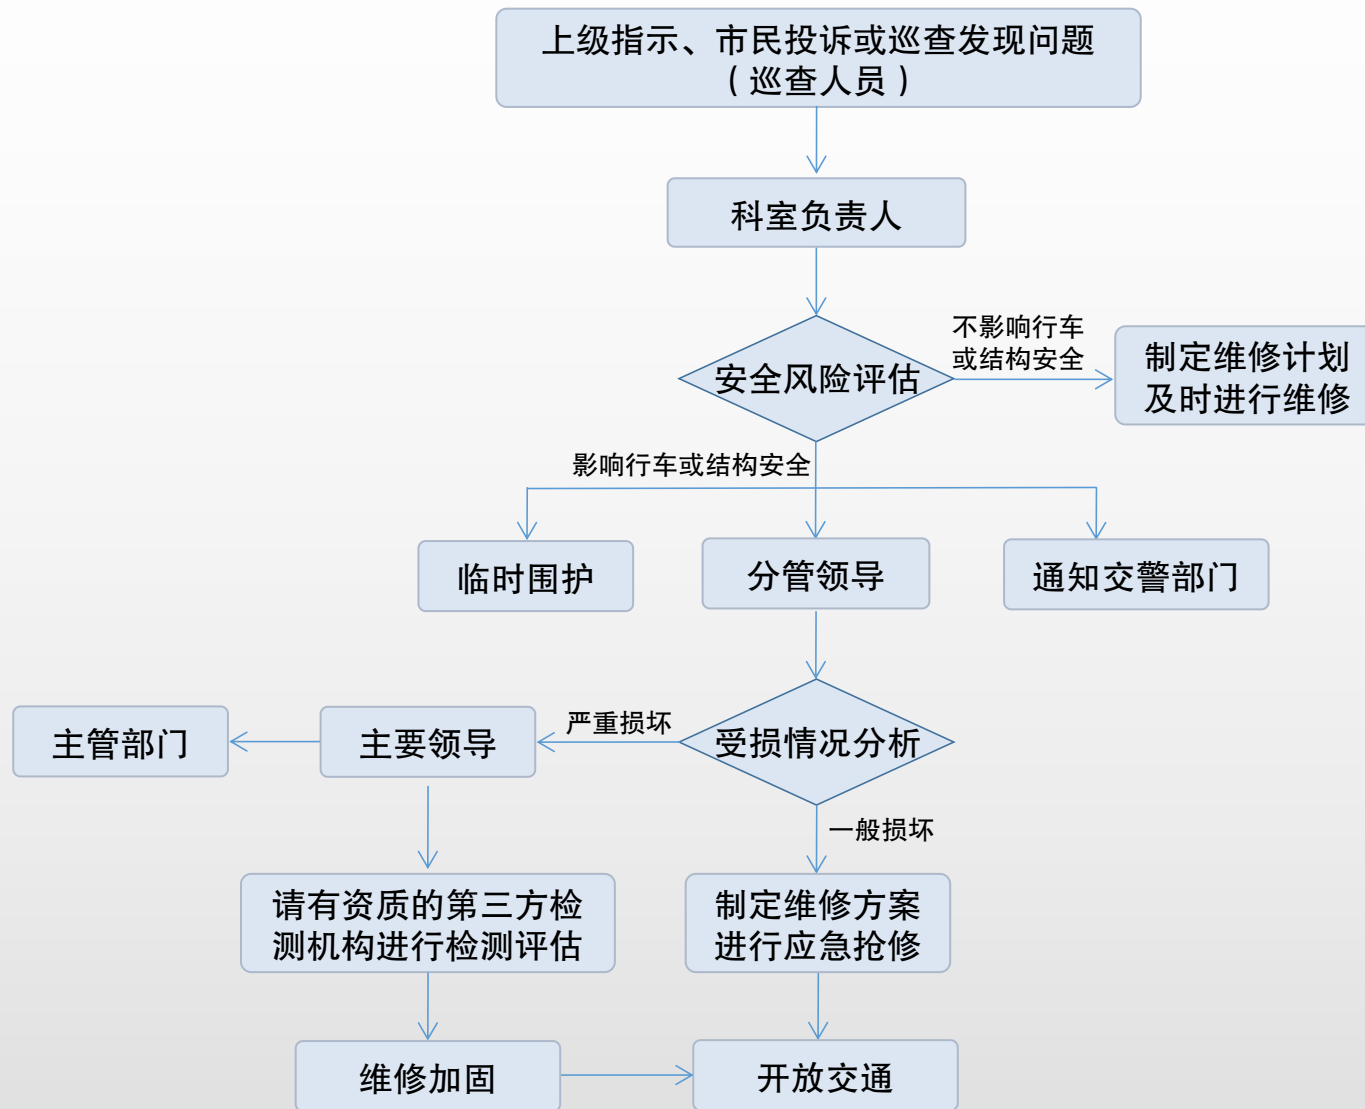 上级指示、市民投诉或巡查发现问题
（巡查人员）
科室负责人
安全风险评估
不影响行车
或结构安全
制定维修计划
及时进行维修
影响行车或结构安全
临时围护
分管领导
通知交警部门
主管部门
主要领导
严重损坏
受损情况分析
一般损坏
请有资质的第三方检
测机构进行检测评估
制定维修方案
进行应急抢修
维修加固
开放交通